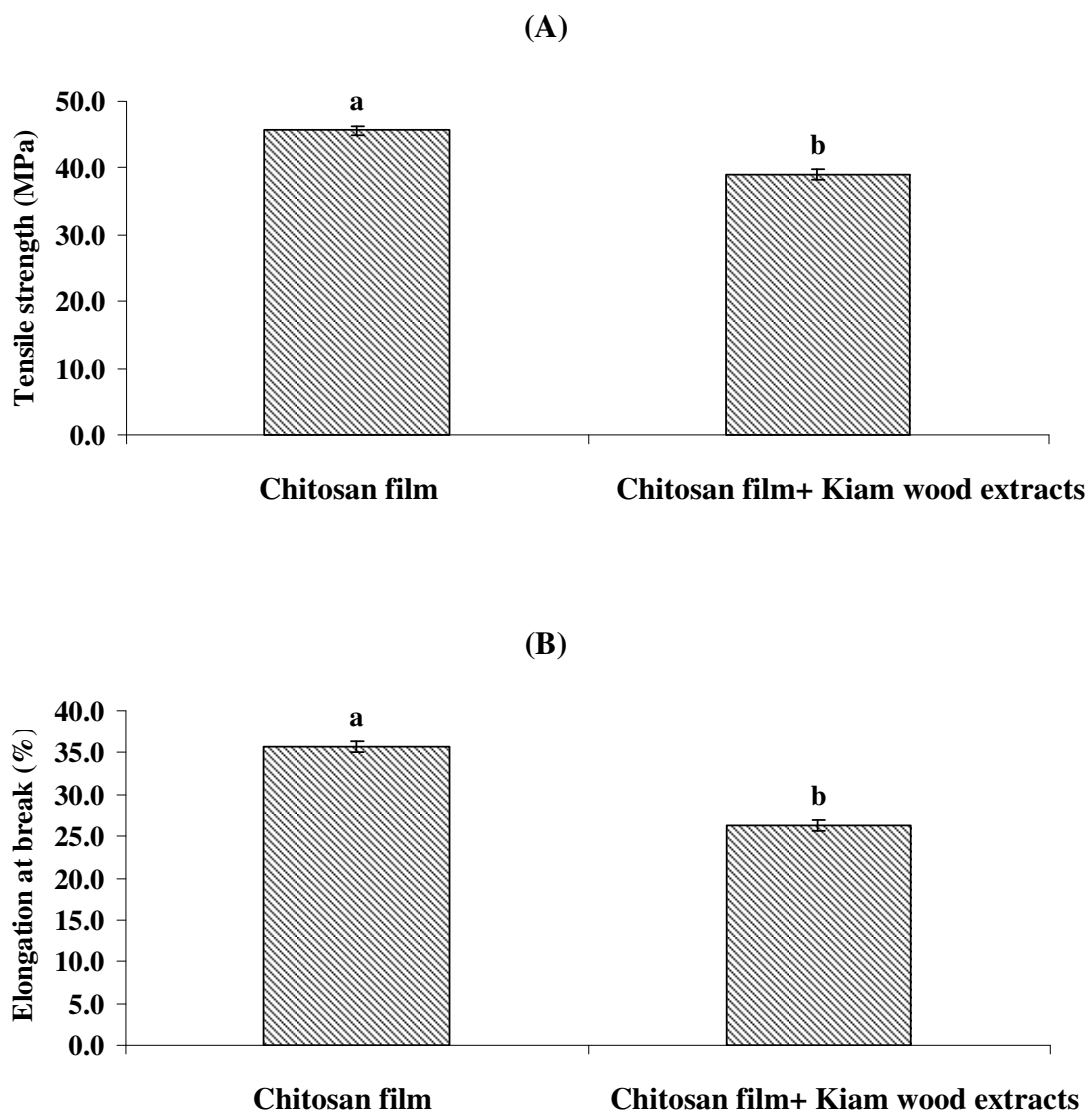 (A)
Tensile strength (MPa)
50.0
40.0
30.0
20.0
10.0
0.0
a
b
Chitosan film
Chitosan film+ Kiam wood extracts
(B)
Elongation at break (%)
40.0
35.0
30.0
25.0
20.0
15.0
10.0
5.0
0.0
a
b
Chitosan film
Chitosan film+ Kiam wood extracts